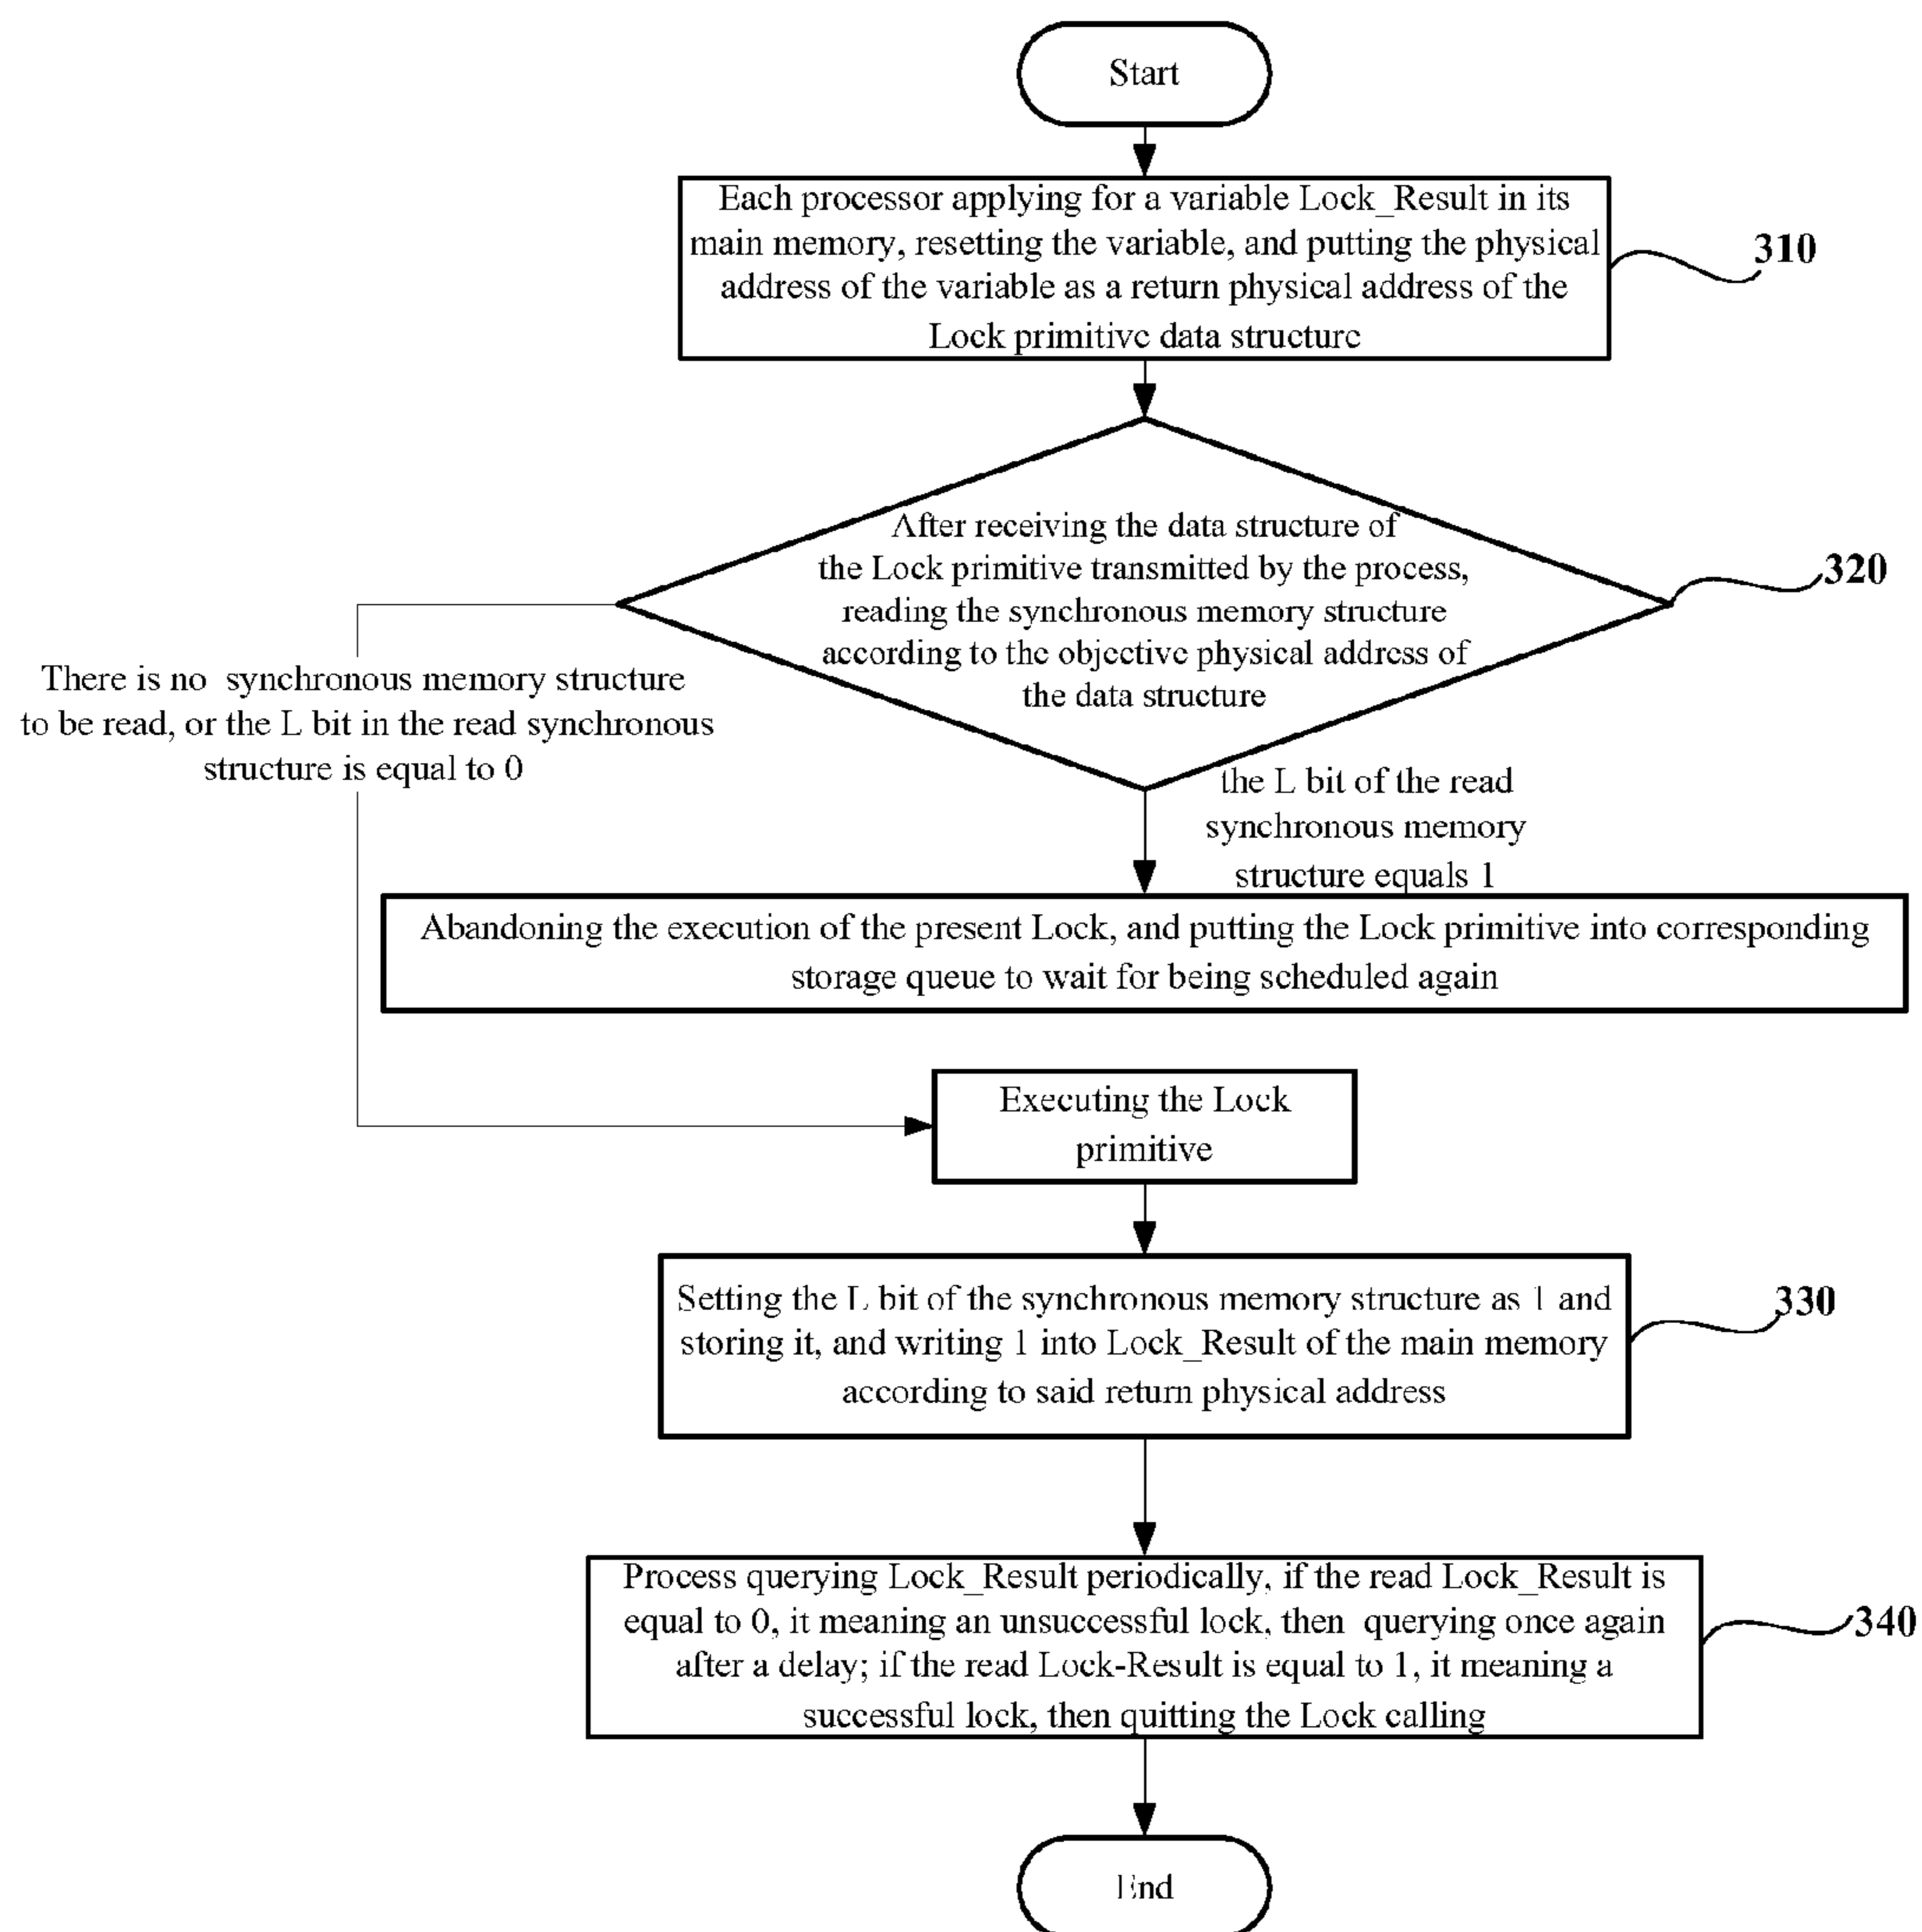 Start
Each processor applying for a variable Lock_Result in its
main memory, resetting the variable, and putting the physical
address of the variable as a return physical address of the
Lock primitive data structure
310
After receiving the data structure of
the Lock primitive transmitted by the process,
reading the synchronous memory structure
according to the objective physical address of
the data structure
320
There is no synchronous memory structure
to be read, or the L bit in the read synchronous
structure is equal to 0
the L bit of the read
synchronous memory
structure equals 1
Abandoning the execution of the present Lock, and putting the Lock primitive into corresponding
storage queue to wait for being scheduled again
Executing the Lock
primitive
Setting the L bit of the synchronous memory structure as 1 and
storing it, and writing 1 into Lock_Result of the main memory
according to said return physical address
330
Process querying Lock_Result periodically, if the read Lock_Result is
equal to 0, it meaning an unsuccessful lock, then querying once again
after a delay; if the read Lock-Result is equal to 1, it meaning a
successful lock, then quitting the Lock calling
340
End